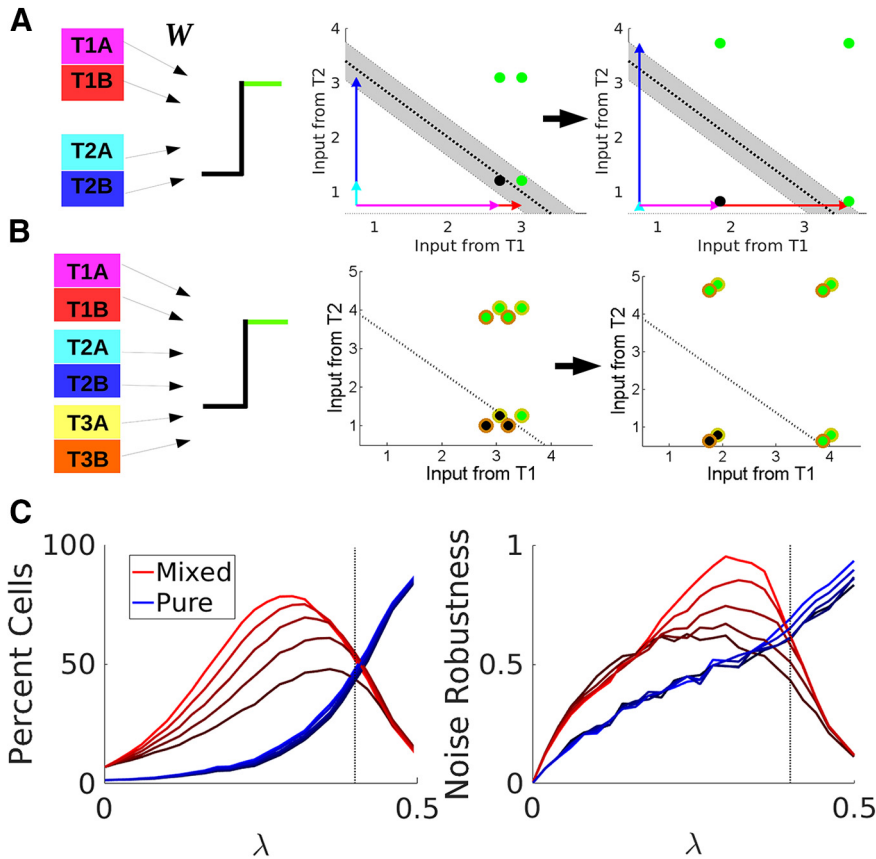 A
T1A
T1B
T2A
T2B
W
4
3
2
1
Input from T2
1
2
3
Input from T1
4
3
2
1
Input from T2
1
2
3
Input from T1
B
T1A
T1B
T2A
T2B
T3A
T3B
5
4
3
2
1
Input from T2
1
2
3
4
Input from T1
5
4
3
2
1
Input from T2
1
2
3
4
Input from T1
C
100
50
0
Percent Cells
Mixed
Pure
0
0.5
λ
1
0.5
0
Noise Robustness
0
0.5
λ